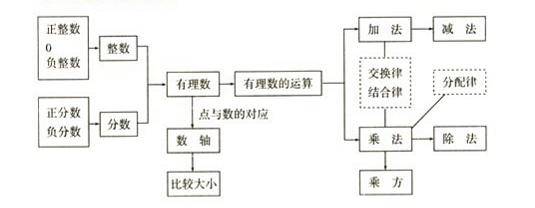 正整数
0
负整数
整数
正分数
负分数
分数
有理数
有理数的运算
点与数的对应
数轴
比较大小
加法
减法
交换律
结合律
分配律
乘法
除法
乘方